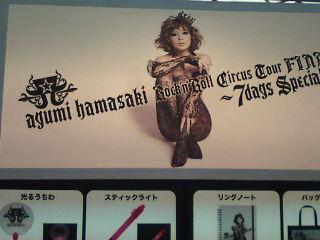 ayumi hamasaki Rock'n'Roll Circus Tour FINAL
~7days Special
光るうちわ
スティックライト
リングノート
バッグ